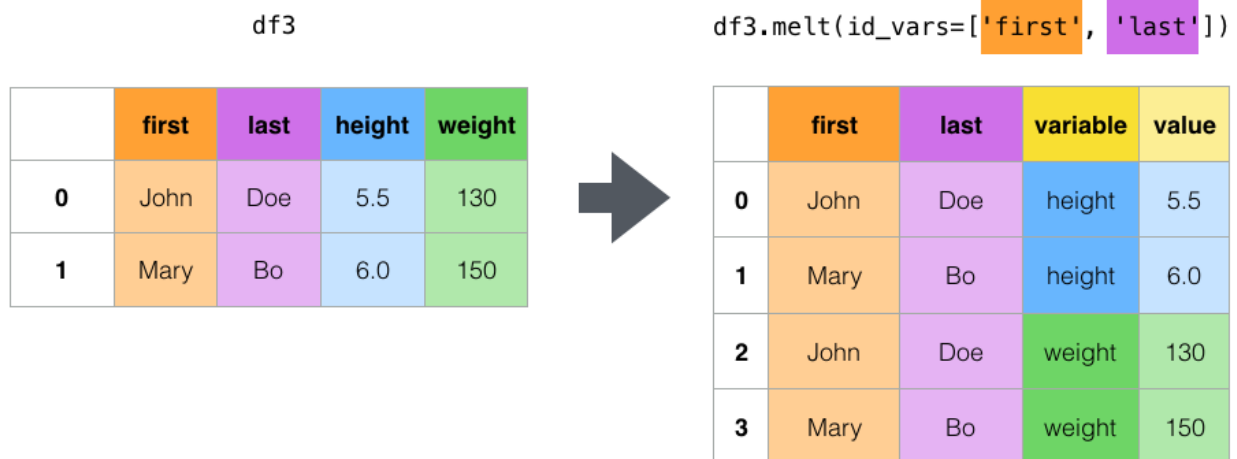 df3
first last height weight
0 John Doe 5.5 130
1 Mary Bo 6.0 150
df3.melt(id_vars=['first', 'last'])
first last variable value
0 John Doe height 5.5
1 Mary Bo height 6.0
2 John Doe weight 130
3 Mary Bo weight 150